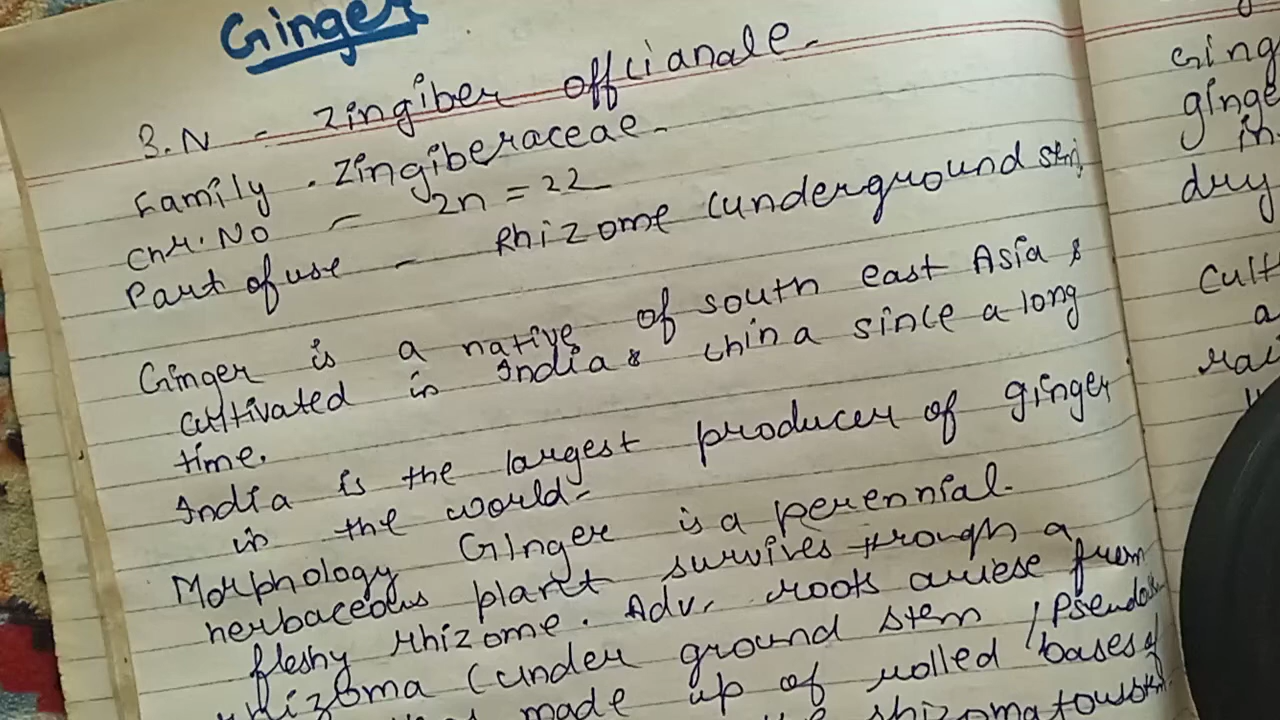 Ginger
B.N - Zingiber offcianale.
Family - Zingiberaceae.
Chr. No - 2n = 22
Part of use - Rhizome (underground stem)
Ginger is a native of south east Asia &
cultivated in India & china since a long
time.
India is the largest producer of ginger
in the world.
Morphology Ginger is a perennial.
herbaceous plant survives through a
fleshy rhizome. Adv. roots ariese from
rhizoma (under ground stem) Pseudo
made up of rolled bases of
Ging
ginge
in
dry
Cult
a
rai